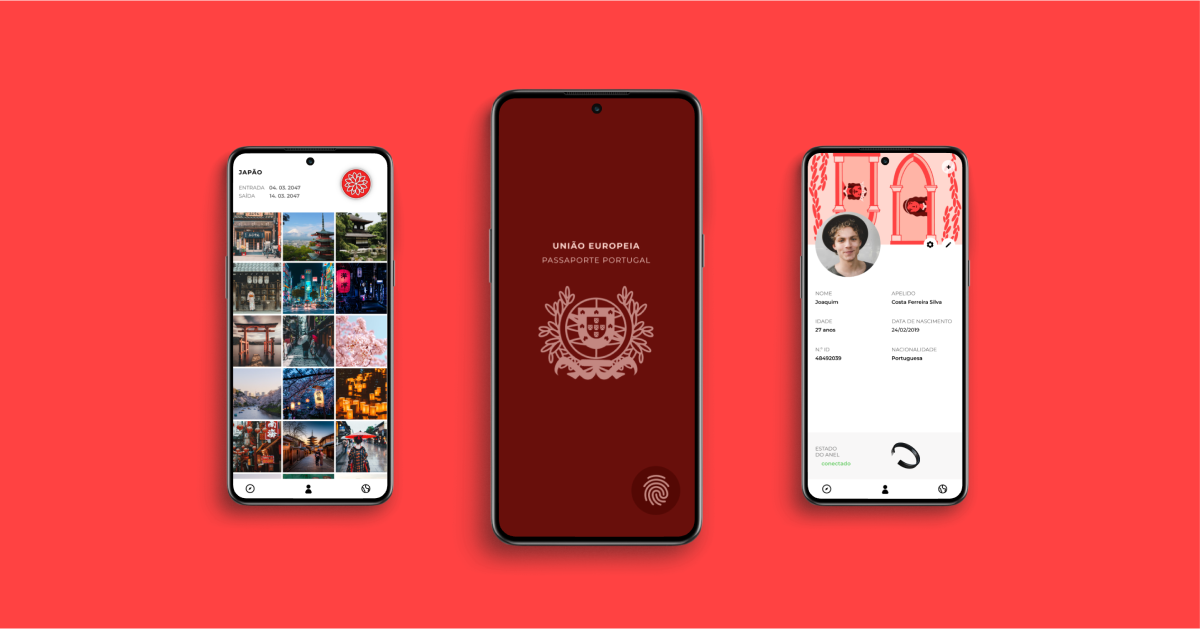 JAPÃO
ENTRADA 04. 03. 2047
SAÍDA 14. 03. 2047
UNIÃO EUROPEIA
PASSAPORTE PORTUGAL
NOME APELIDO
Joaquim Costa Ferreira Silva
IDADE DATA DE NASCIMENTO
27 anos 24/02/2019
N.º ID NACIONALIDADE
48492039 Portuguesa
ESTADO
DO ANEL
conectado